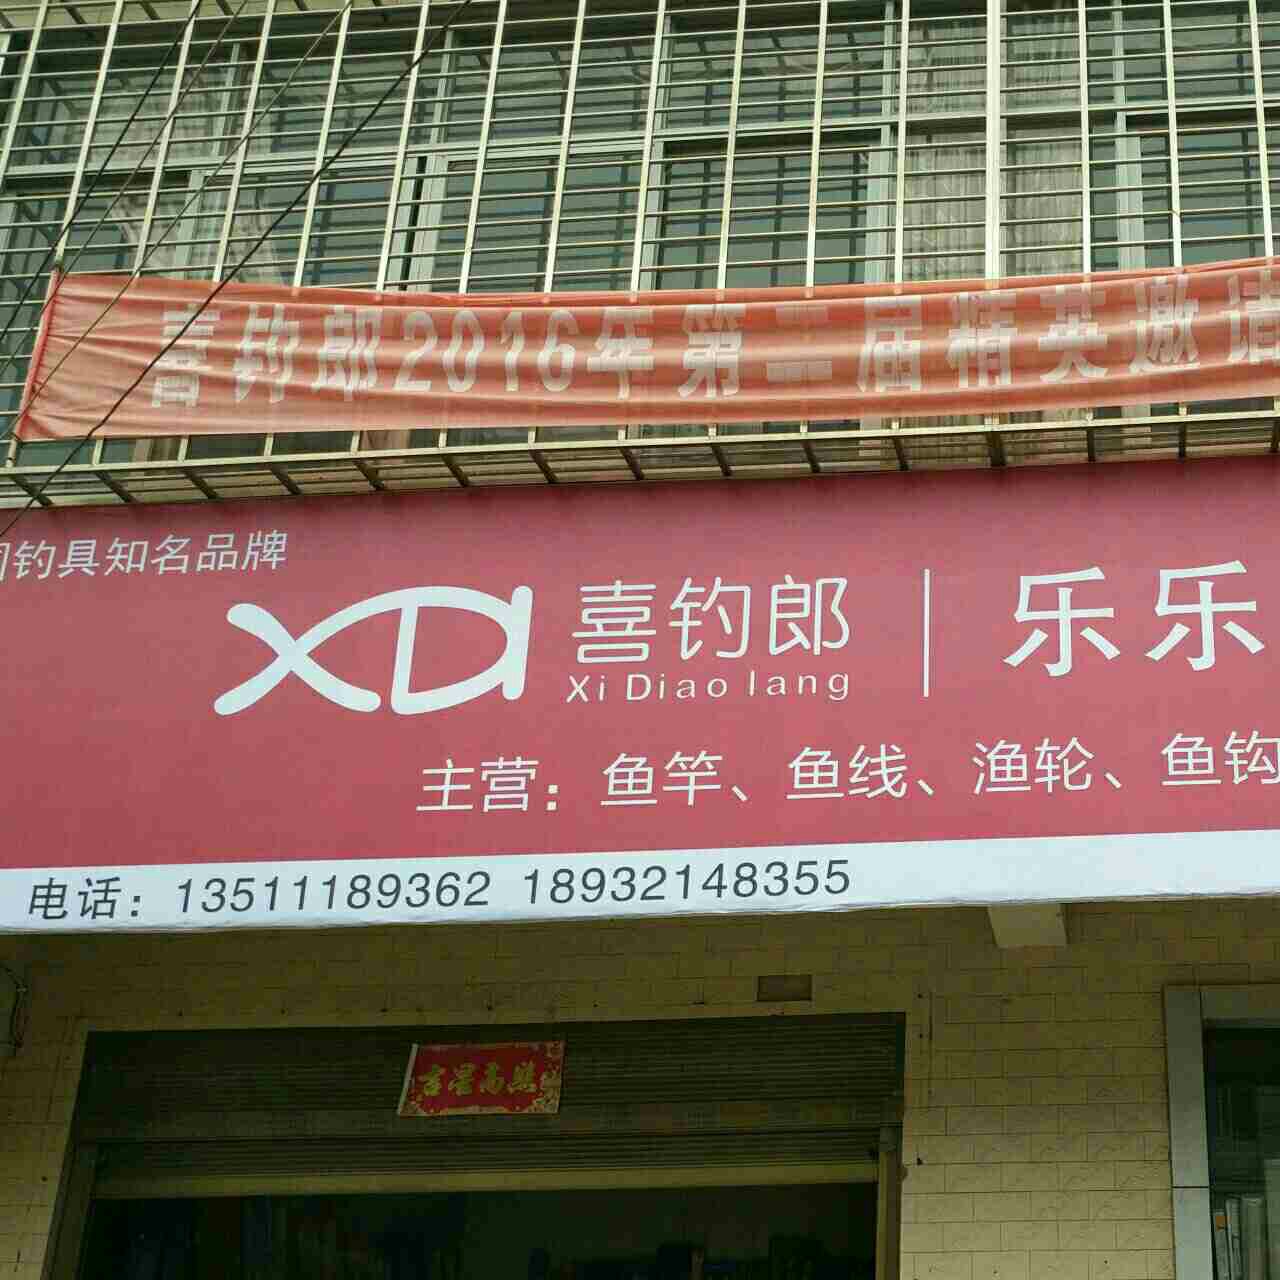 喜钓郎2016年第二届精英邀请
钓具知名品牌
喜钓郎 | 乐乐
Xi Diao lang
主营：鱼竿、鱼线、渔轮、鱼钩
电话：13511189362 18932148355
吉星高照